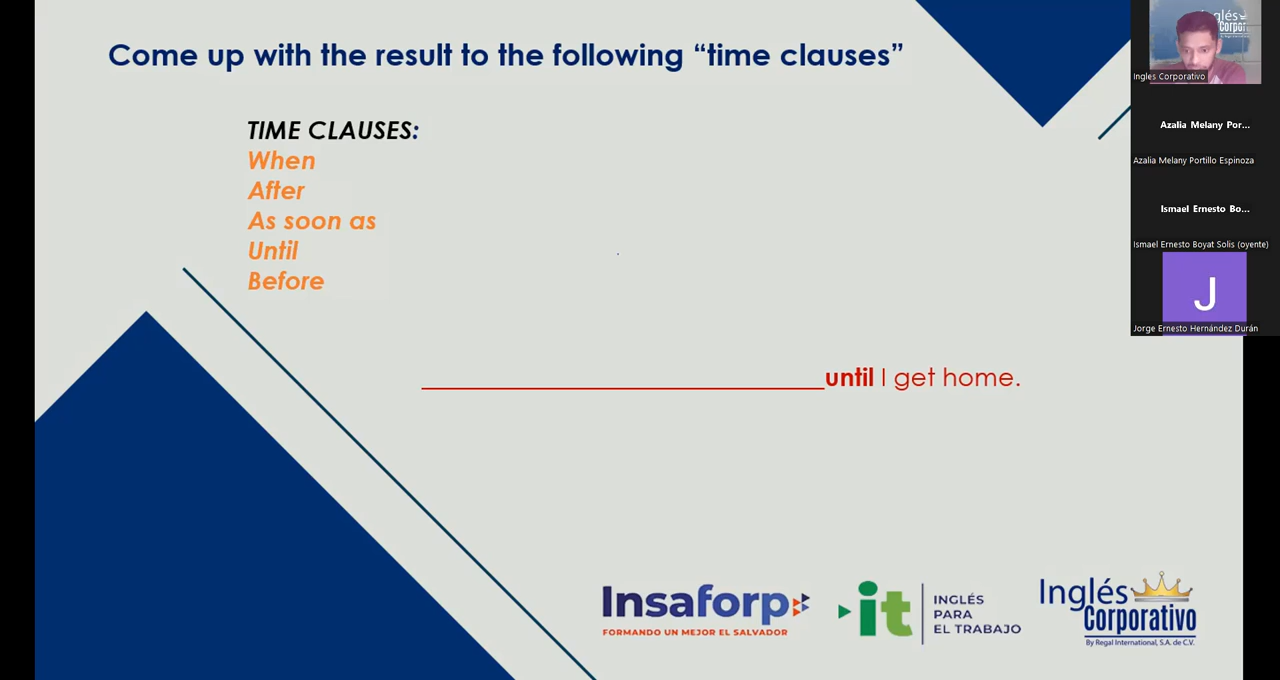 Come up with the result to the following “time clauses”
TIME CLAUSES:
When
After
As soon as
Until
Before
____________________________until I get home.
Insaforp
FORMANDO UN MEJOR EL SALVADOR
it
INGLÉS
PARA
EL TRABAJO
Inglés
Corporativo
By Regal International, S.A. de C.V.
Ingles Corporativo
Azalia Melany Por...
Azalia Melany Portillo Espinoza
Ismael Ernesto Bo...
Ismael Ernesto Boyat Solis (oyente)
J
Jorge Ernesto Hernández Durán